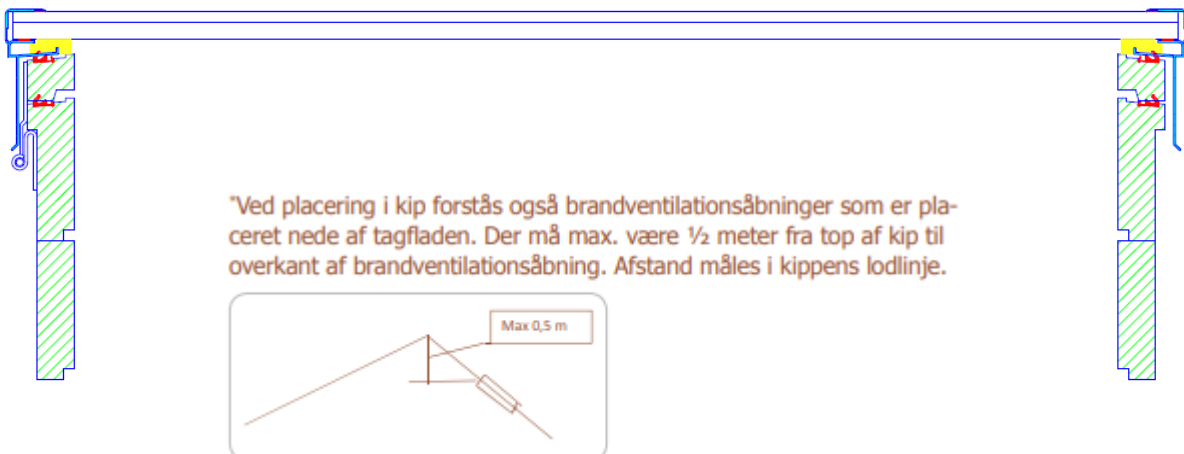 "Ved placering i kip forstås også brandventilationsåbninger som er pla-
ceret nede af tagfladen. Der må max. være ½ meter fra top af kip til
overkant af brandventilationsåbning. Afstand måles i kippens lodlinje.
Max 0,5 m